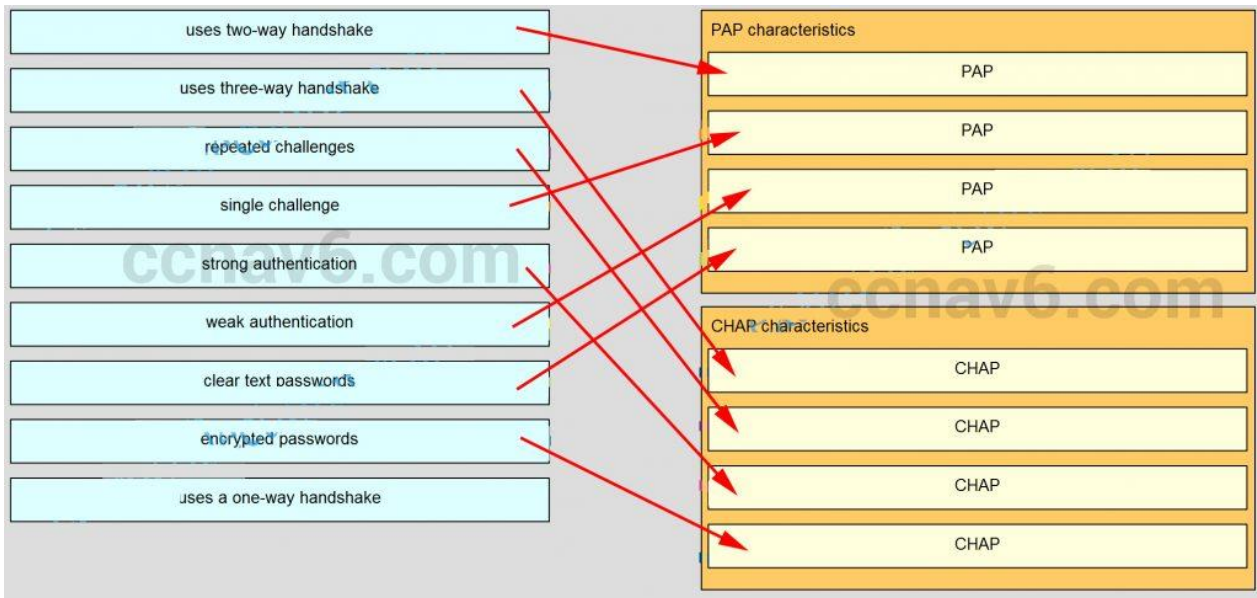 uses two-way handshake
uses three-way handshake
repeated challenges
single challenge
strong authentication
weak authentication
clear text passwords
encrypted passwords
uses a one-way handshake
ccnav6.com
PAP characteristics
PAP
PAP
PAP
PAP
ccnav6.com
CHAP characteristics
CHAP
CHAP
CHAP
CHAP